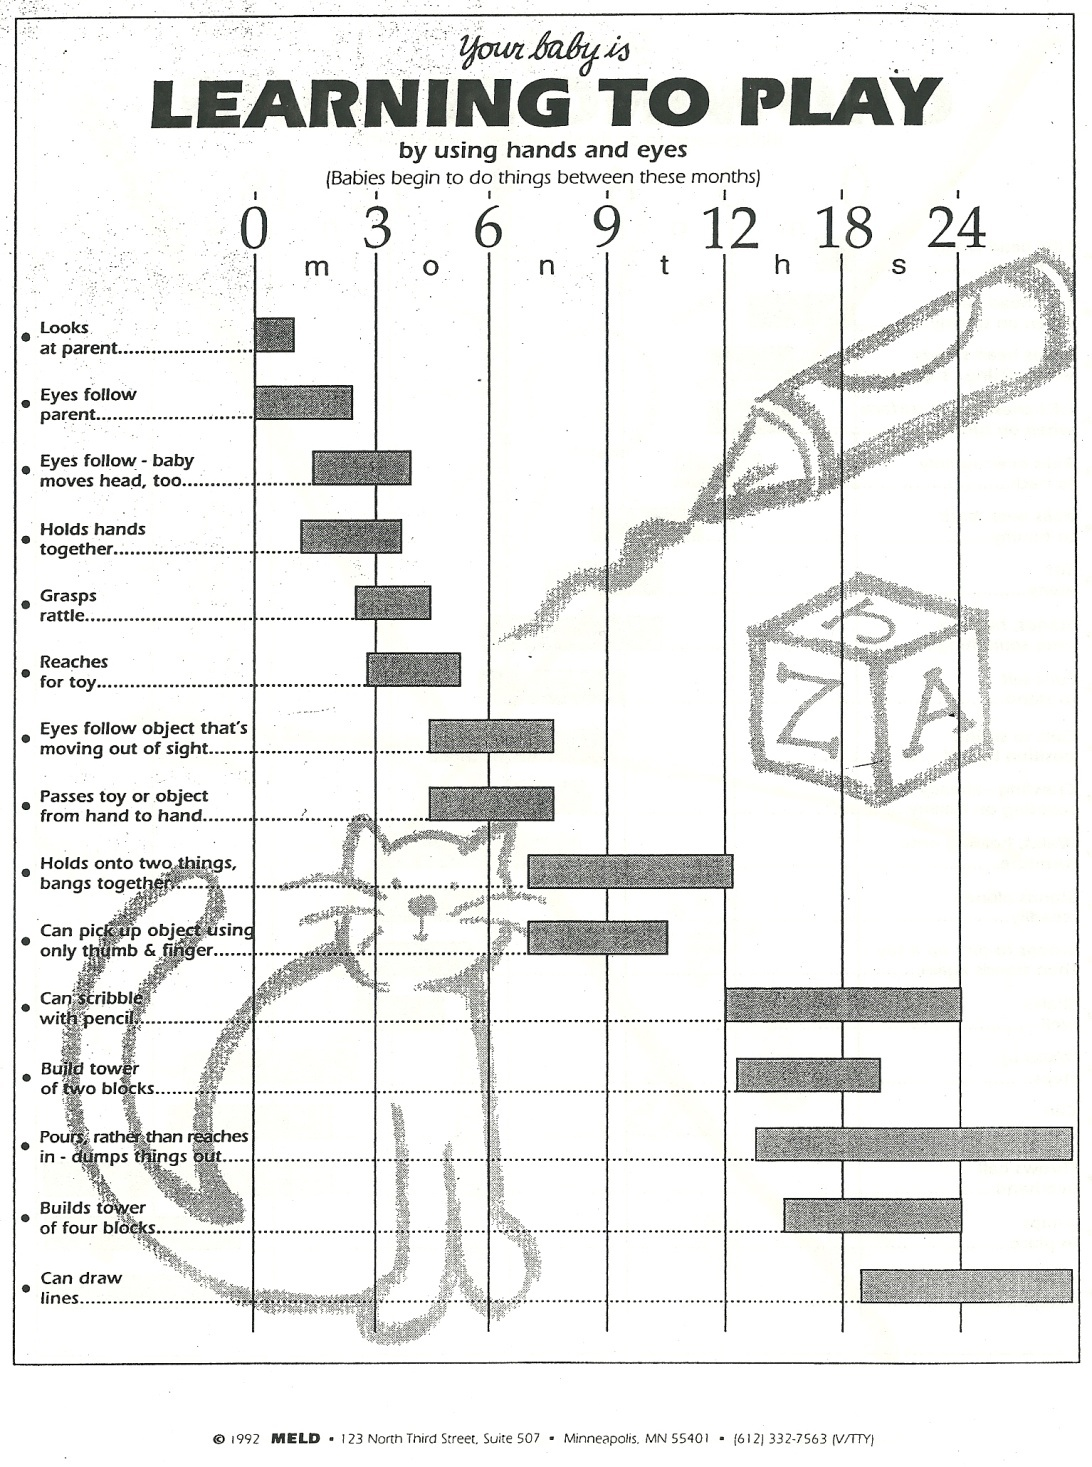 Your baby is
LEARNING TO PLAY
by using hands and eyes
(Babies begin to do things between these months)
0 3 6 9 12 18 24
m o n t h s
• Looks
at parent
• Eyes follow
parent
• Eyes follow - baby
moves head, too
• Holds hands
together
• Grasps
rattle
• Reaches
for toy
• Eyes follow object that's
moving out of sight
• Passes toy or object
from hand to hand
• Holds onto two things,
bangs together
• Can pick up object using
only thumb & finger
• Can scribble
with pencil
• Build tower
of two blocks
• Pours, rather than reaches
in - dumps things out
• Builds tower
of four blocks
• Can draw
lines
Z A
© 1992 MELD • 123 North Third Street, Suite 507 • Minneapolis, MN 55401 • (612) 332-7563 (V/TTY)